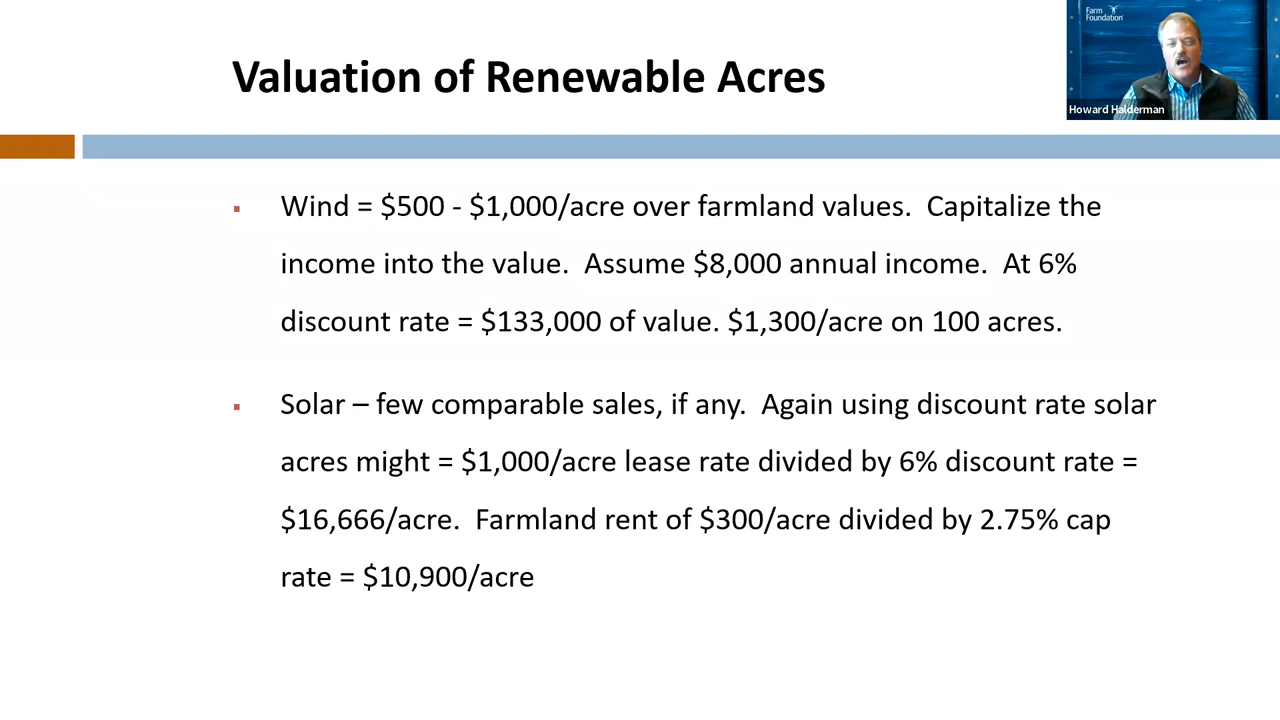 Valuation of Renewable Acres
Farm
Foundation
Howard Halderman
▪ Wind = $500 - $1,000/acre over farmland values.  Capitalize the
income into the value.  Assume $8,000 annual income.  At 6%
discount rate = $133,000 of value. $1,300/acre on 100 acres.
▪ Solar – few comparable sales, if any.  Again using discount rate solar
acres might = $1,000/acre lease rate divided by 6% discount rate =
$16,666/acre.  Farmland rent of $300/acre divided by 2.75% cap
rate = $10,900/acre